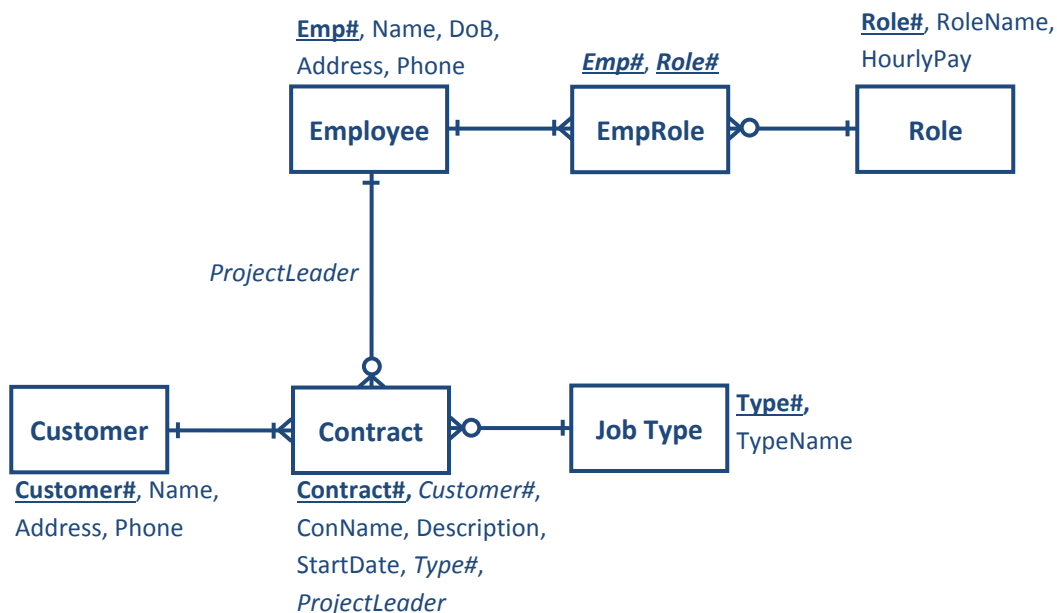 Emp#, Name, DoB,
Address, Phone
Emp#, Role#
Role#, RoleName,
HourlyPay
Employee
EmpRole
Role
ProjectLeader
Customer
Contract
Job Type
Type#,
TypeName
Customer#, Name,
Address, Phone
Contract#, Customer#,
ConName, Description,
StartDate, Type#,
ProjectLeader